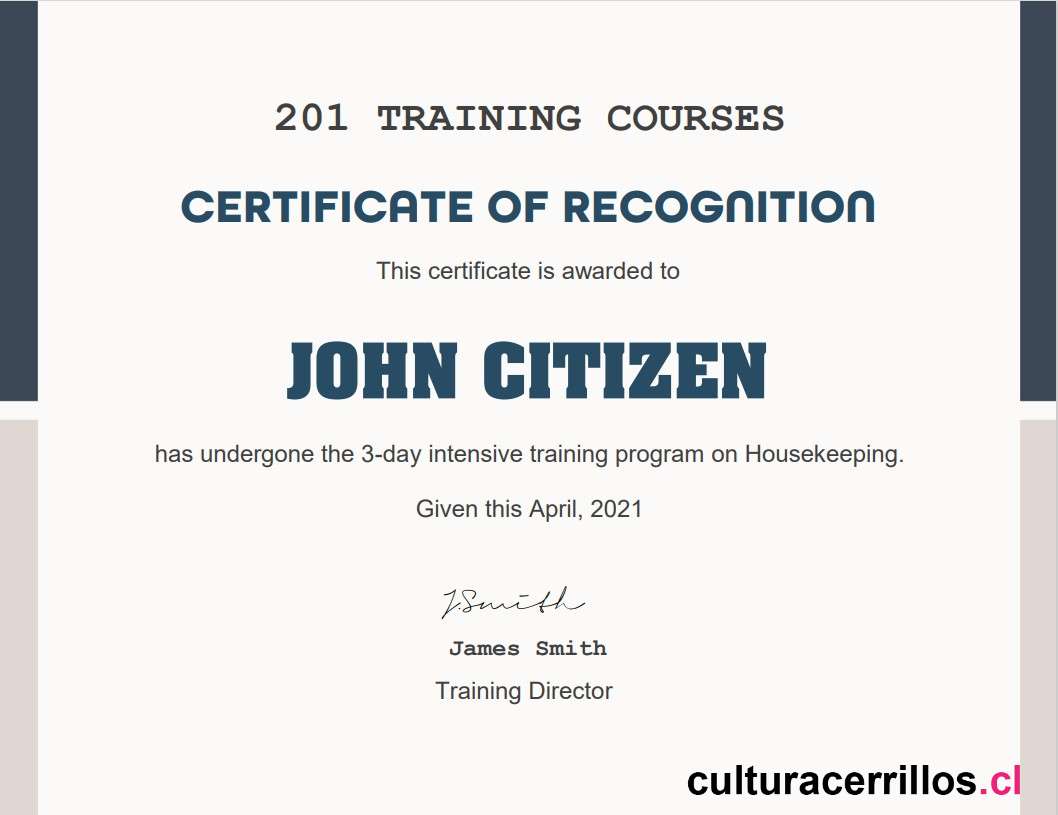 201 TRAINING COURSES
CERTIFICATE OF RECOGNITION
This certificate is awarded to
JOHN CITIZEN
has undergone the 3-day intensive training program on Housekeeping.
Given this April, 2021
J.Smith
James Smith
Training Director
culturacerrillos.cl